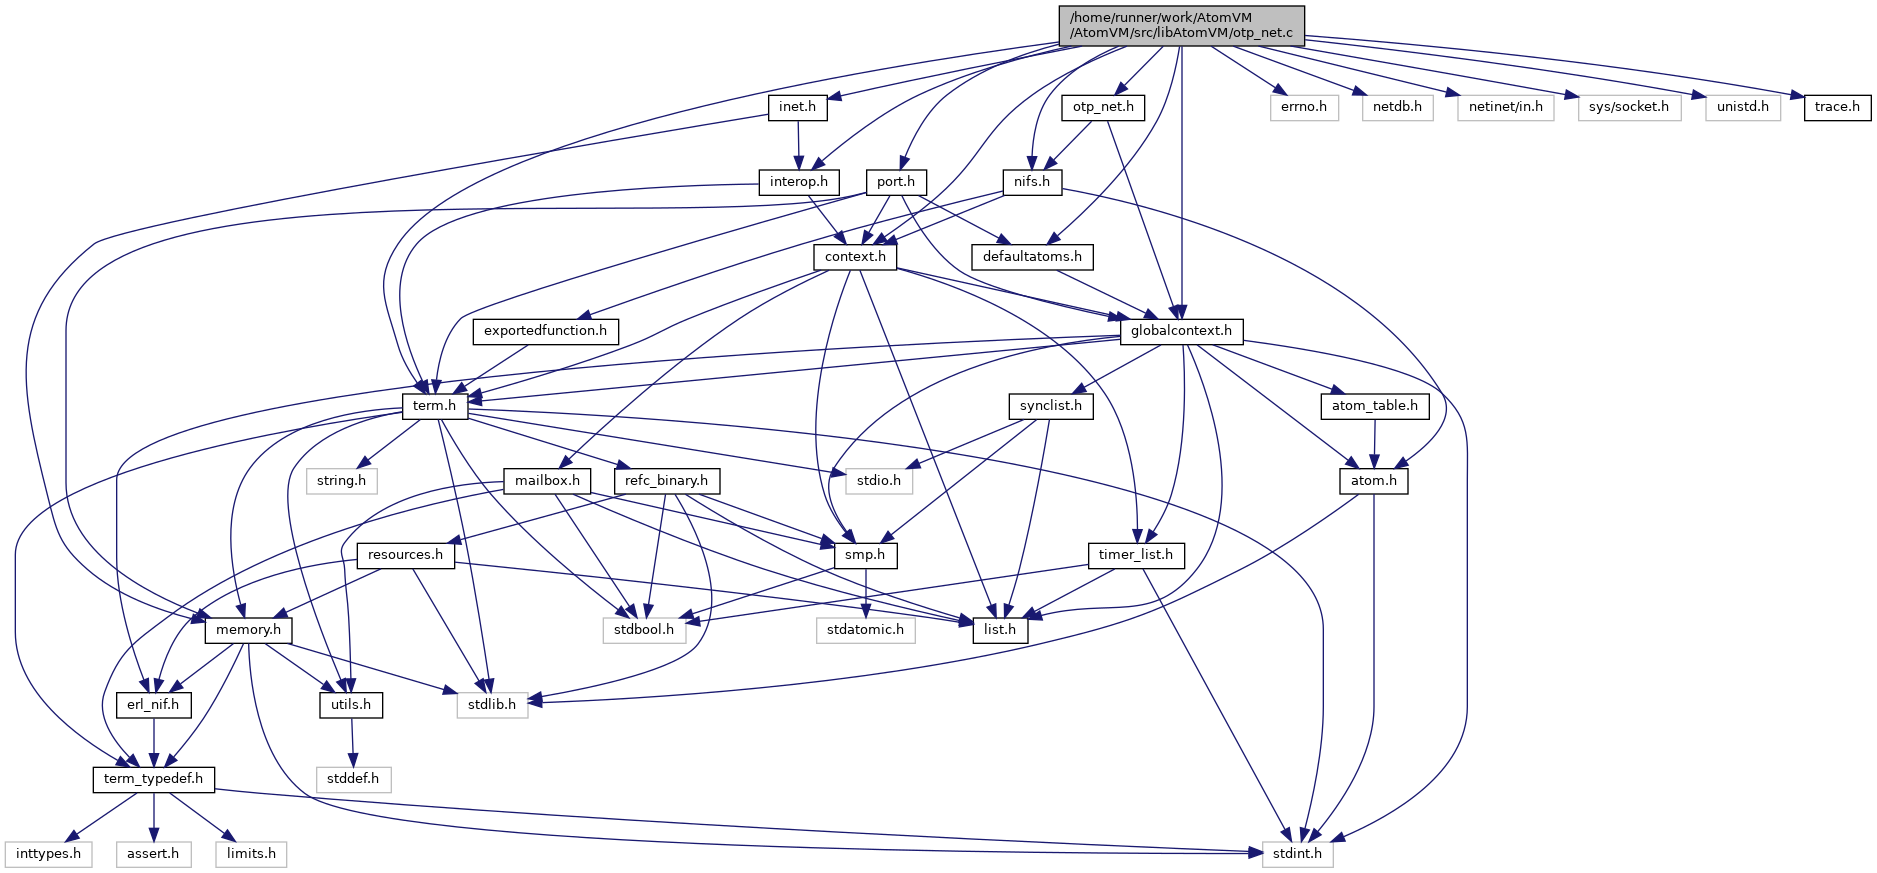 /home/runner/work/AtomVM
/AtomVM/src/libAtomVM/otp_net.c
inet.h
otp_net.h
errno.h
netdb.h
netinet/in.h
sys/socket.h
unistd.h
trace.h
interop.h
port.h
nifs.h
context.h
defaultatoms.h
exportedfunction.h
globalcontext.h
term.h
synclist.h
atom_table.h
string.h
mailbox.h
refc_binary.h
stdio.h
atom.h
resources.h
smp.h
timer_list.h
memory.h
stdbool.h
stdatomic.h
list.h
erl_nif.h
utils.h
stdlib.h
term_typedef.h
stddef.h
inttypes.h
assert.h
limits.h
stdint.h